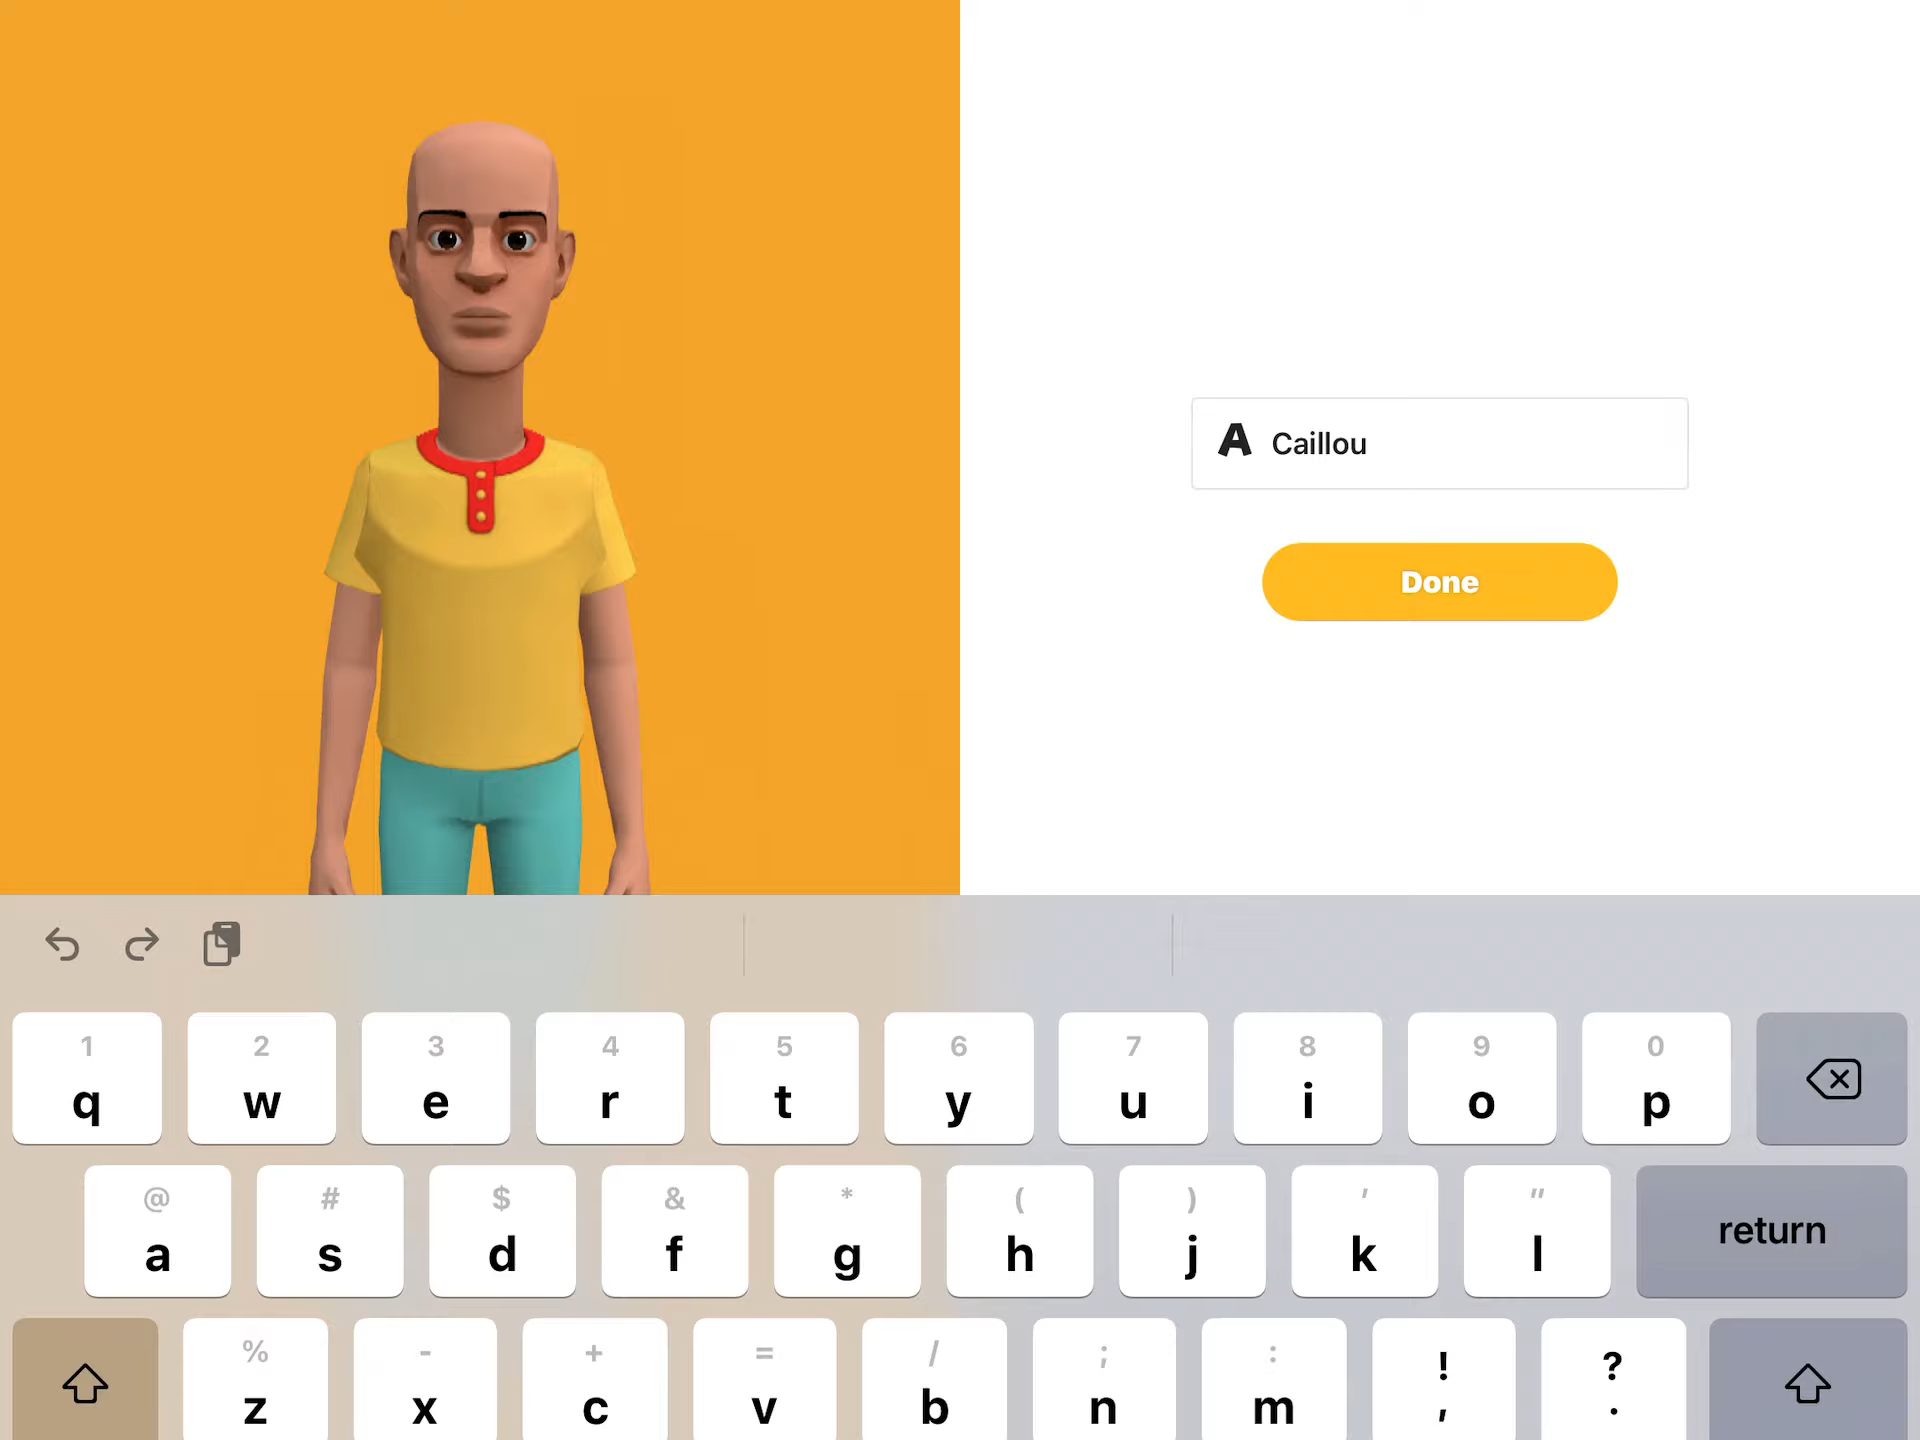 A Caillou
Done
1 2 3 4 5 6 7 8 9 0
q w e r t y u i o p
@ # $ & * ( ) ' "
a s d f g h j k l return
% - + = / ; : ! ?
z x c v b n m , .